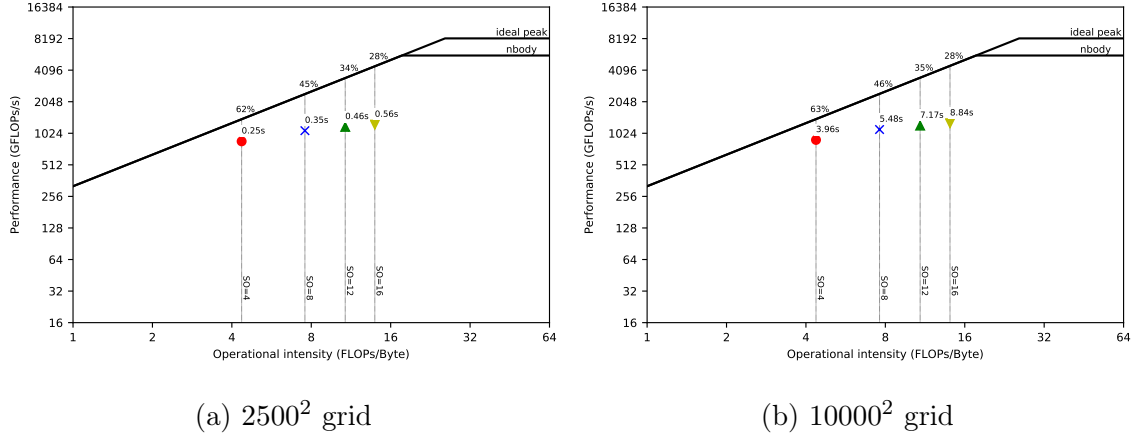 16384
8192
4096
2048
1024
512
256
128
64
32
16
Performance (GFLOPs/s)
ideal peak
nbody
62%
45%
34%
28%
0.25s
0.35s
0.46s
0.56s
SO=4
SO=8
SO=12
SO=16
1 2 4 8 16 32 64
Operational intensity (FLOPs/Byte)
(a) 2500² grid
16384
8192
4096
2048
1024
512
256
128
64
32
16
Performance (GFLOPs/s)
ideal peak
nbody
63%
46%
35%
28%
3.96s
5.48s
7.17s
8.84s
SO=4
SO=8
SO=12
SO=16
1 2 4 8 16 32 64
Operational intensity (FLOPs/Byte)
(b) 10000² grid